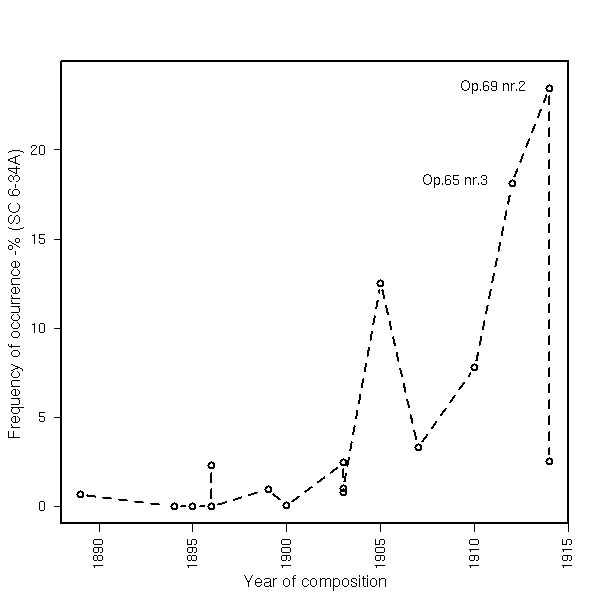 Op.69 nr.2
Op.65 nr.3
Frequency of occurrence -% (SC 6-34A)
20
15
10
5
0
1890
1895
1900
1905
1910
1915
Year of composition